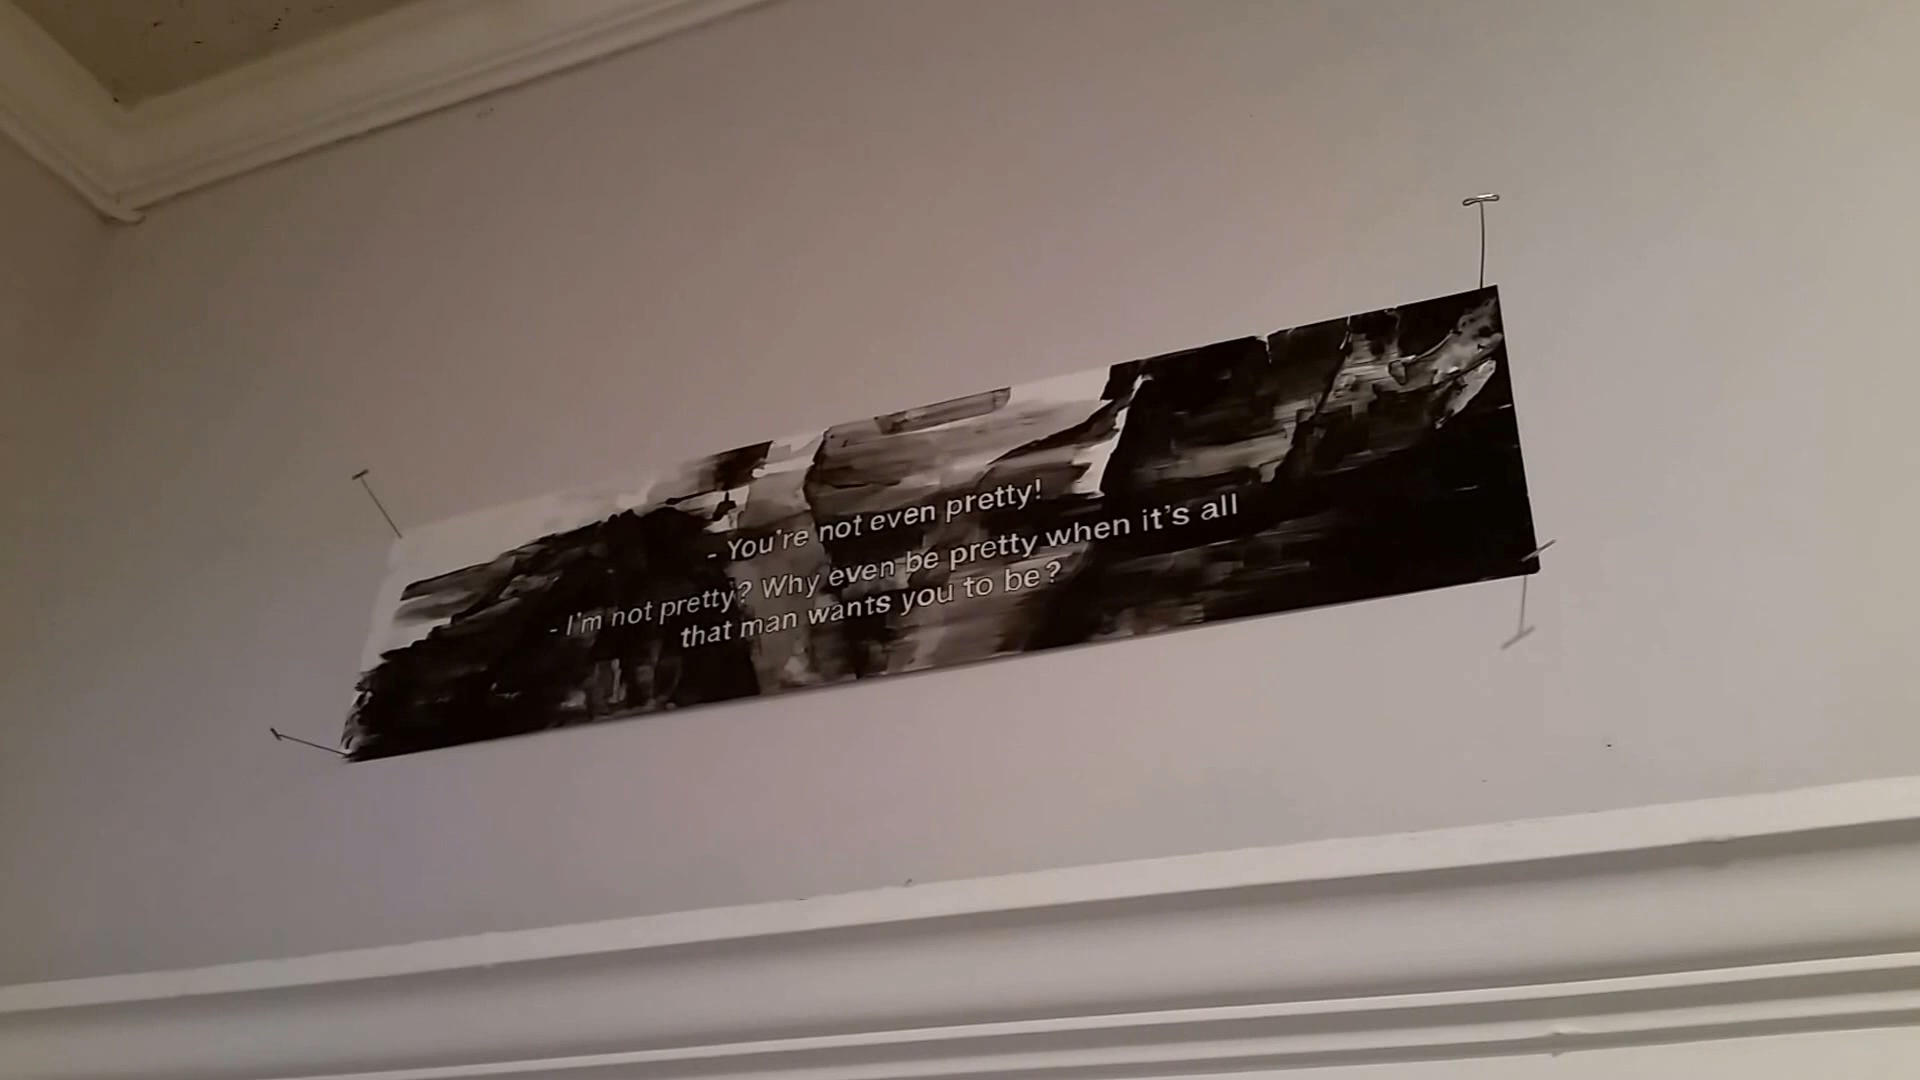 - You're not even pretty!
- I'm not pretty? Why even be pretty when it's all
that man wants you to be?